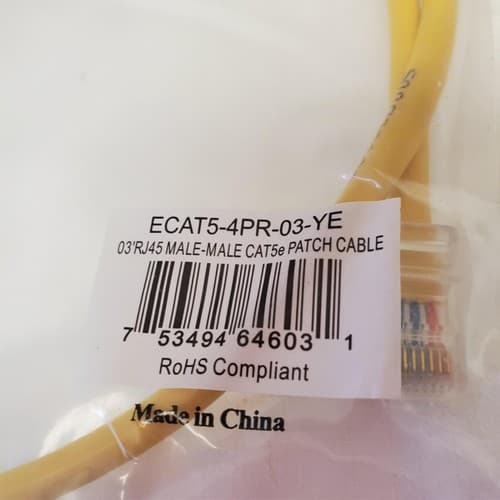 ECAT5-4PR-03-YE
03'RJ45 MALE-MALE CAT5e PATCH CABLE
7 53494 64603 1
RoHS Compliant
Made in China